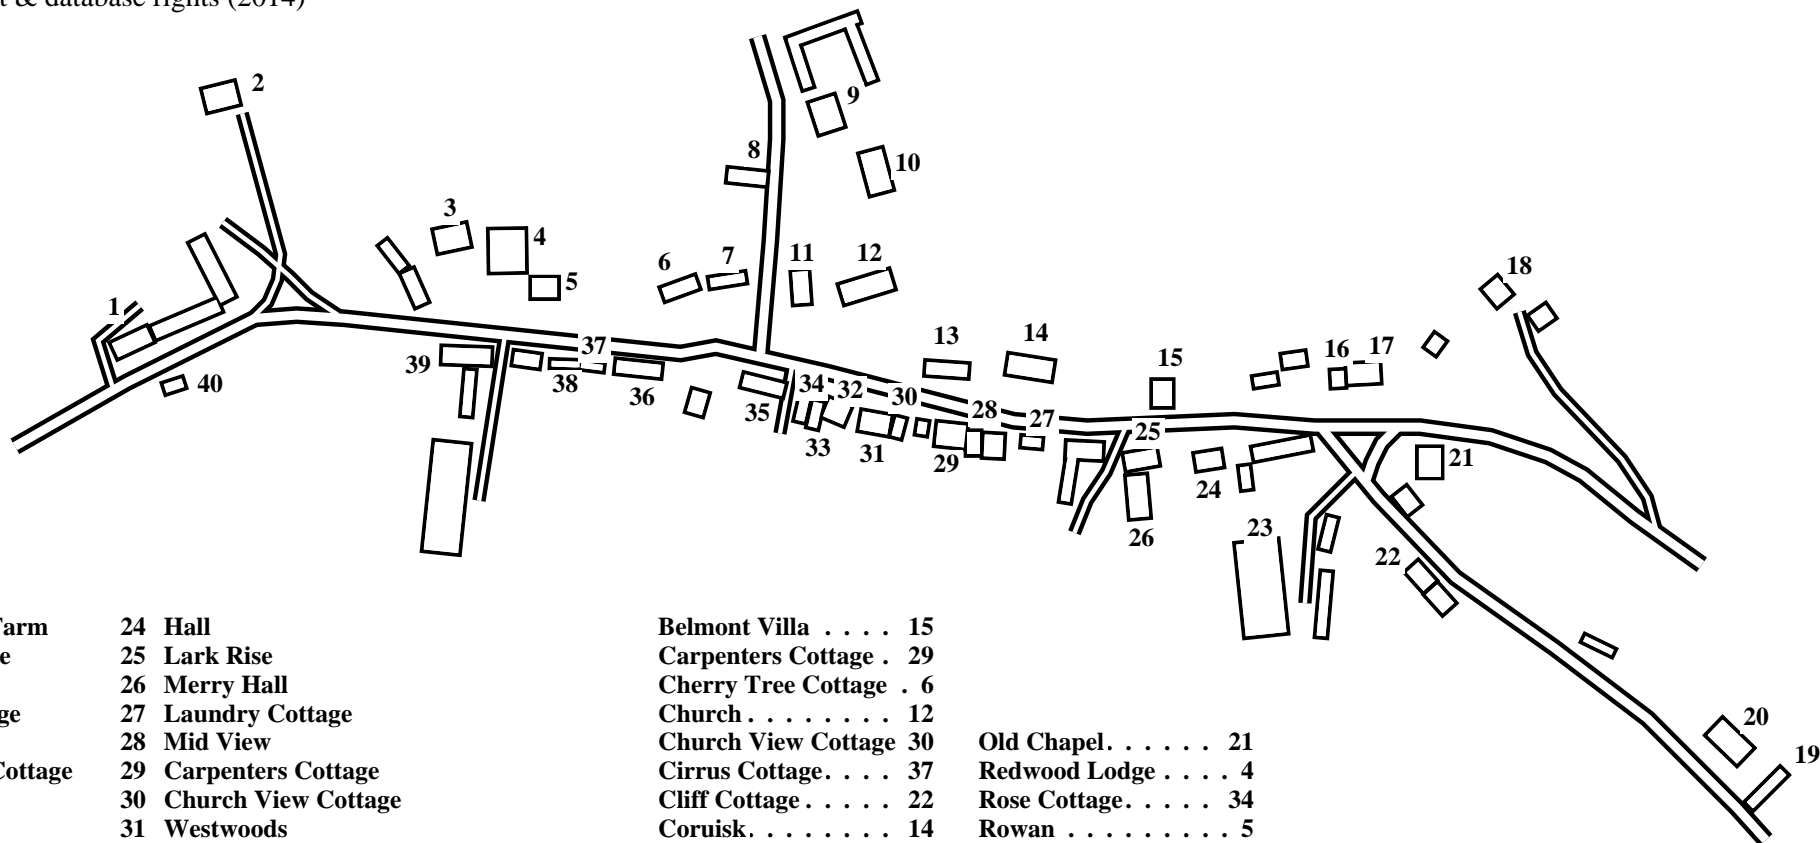 t & database rights (2014)
2
9
8
10
3
4
6
7
11
12
5
18
1
13
14
37
39
15
16
17
40
38
36
34
32
30
28
27
35
33
31
29
25
21
24
26
23
22
20
19
Farm
24 Hall
Belmont Villa . . . . 15
e
25 Lark Rise
Carpenters Cottage . 29
26 Merry Hall
Cherry Tree Cottage . 6
ge
27 Laundry Cottage
Church . . . . . . . . 12
28 Mid View
Church View Cottage 30
Old Chapel . . . . . . 21
Cottage
29 Carpenters Cottage
Cirrus Cottage . . . . 37
Redwood Lodge . . . . 4
30 Church View Cottage
Cliff Cottage . . . . . 22
Rose Cottage . . . . . 34
31 Westwoods
Coruisk . . . . . . . . 14
Rowan . . . . . . . . . 5